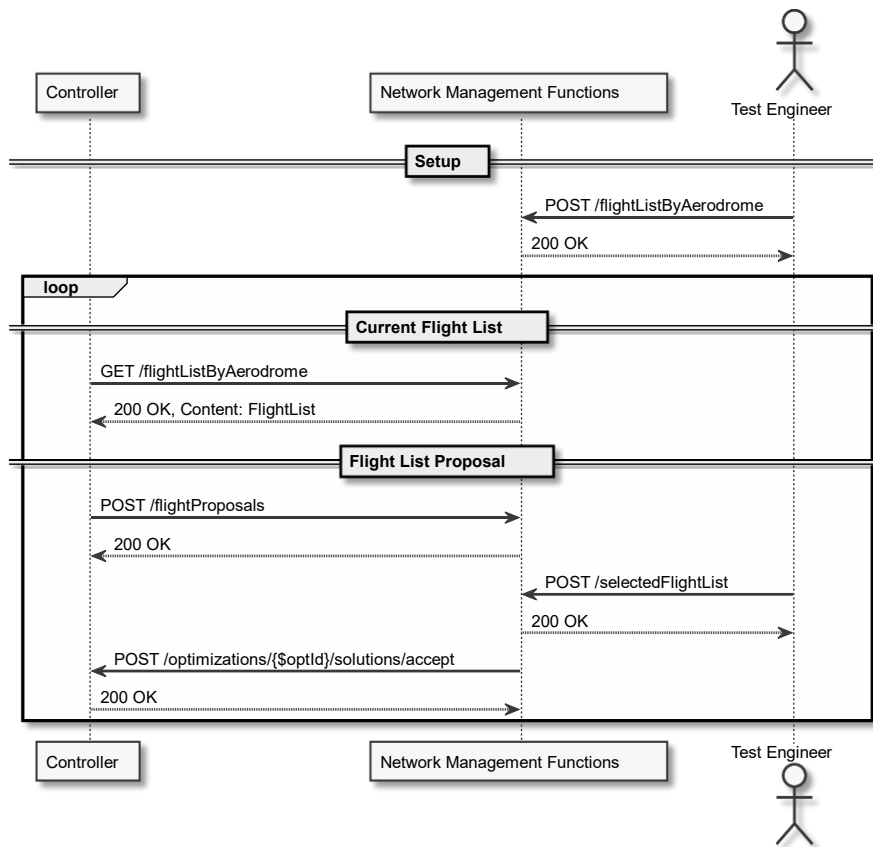 Controller
Network Management Functions
Test Engineer
Setup
POST /flightListByAerodrome
200 OK
loop
Current Flight List
GET /flightListByAerodrome
200 OK, Content: FlightList
Flight List Proposal
POST /flightProposals
200 OK
POST /selectedFlightList
200 OK
POST /optimizations/{$optId}/solutions/accept
200 OK
Controller
Network Management Functions
Test Engineer